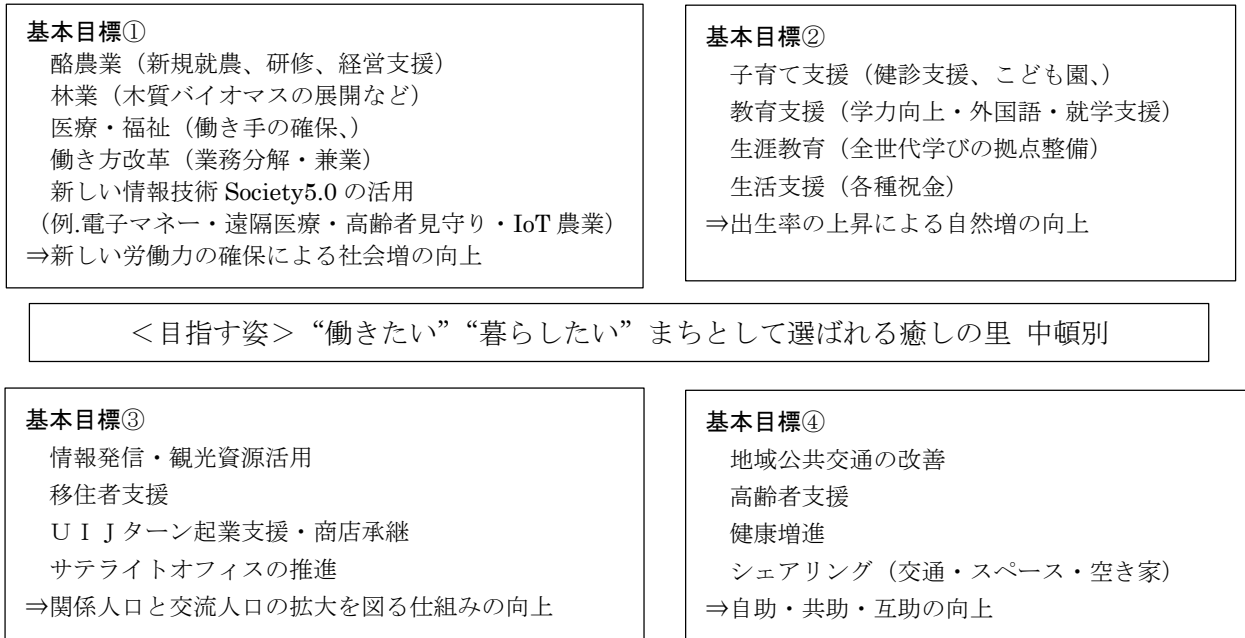 基本目標①
酪農業（新規就農、研修、経営支援）
林業（木質バイオマスの展開など）
医療・福祉（働き手の確保、）
働き方改革（業務分解・兼業）
新しい情報技術 Society5.0 の活用
（例.電子マネー・遠隔医療・高齢者見守り・IoT 農業）
⇒新しい労働力の確保による社会増の向上
基本目標②
子育て支援（健診支援、こども園、）
教育支援（学力向上・外国語・就学支援）
生涯教育（全世代学びの拠点整備）
生活支援（各種祝金）
⇒出生率の上昇による自然増の向上
＜目指す姿＞“働きたい”“暮らしたい”まちとして選ばれる癒しの里 中頓別
基本目標③
情報発信・観光資源活用
移住者支援
ＵＩＪターン起業支援・商店承継
サテライトオフィスの推進
⇒関係人口と交流人口の拡大を図る仕組みの向上
基本目標④
地域公共交通の改善
高齢者支援
健康増進
シェアリング（交通・スペース・空き家）
⇒自助・共助・互助の向上